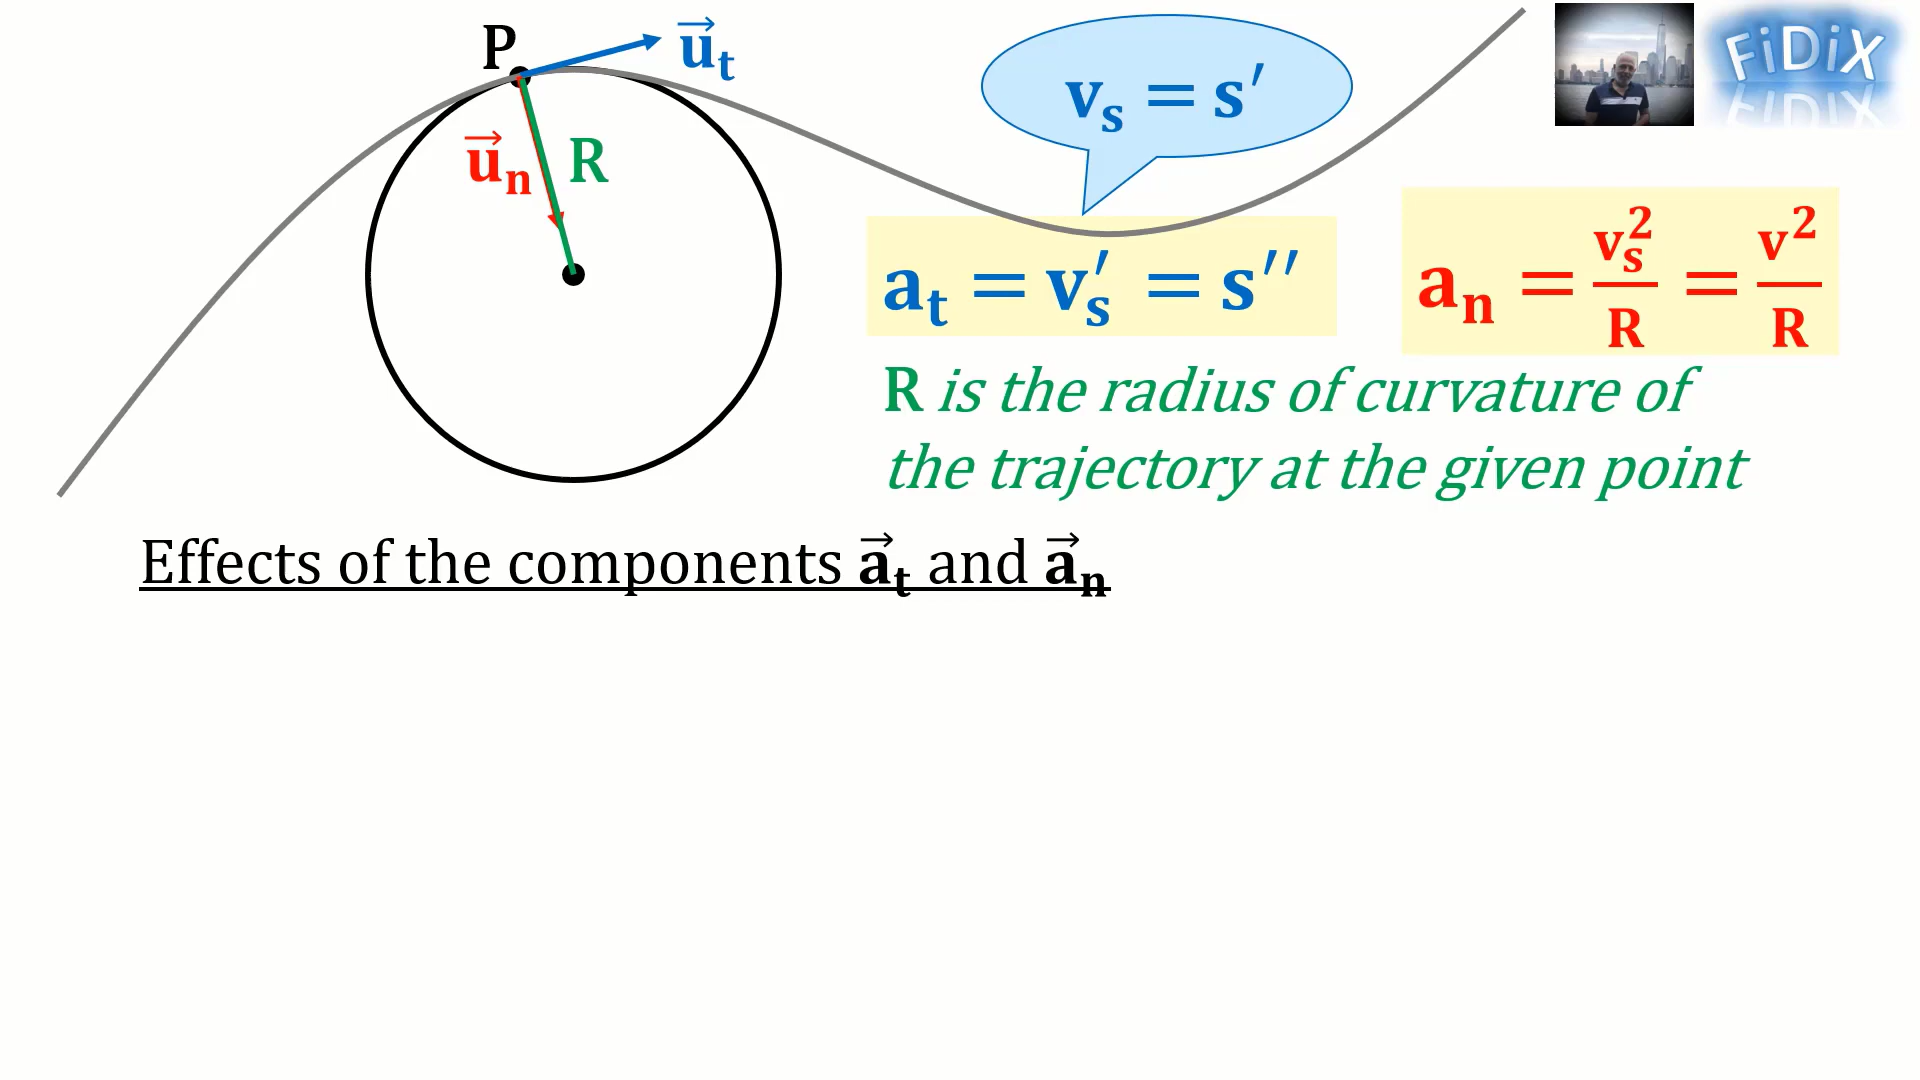 P
u⃗ₜ
u⃗ₙ
R
vₛ = s′
FiDiX
aₜ = vₛ′ = s′′
aₙ = vₛ²/R = v²/R
R is the radius of curvature of
the trajectory at the given point
Effects of the components a⃗ₜ and a⃗ₙ